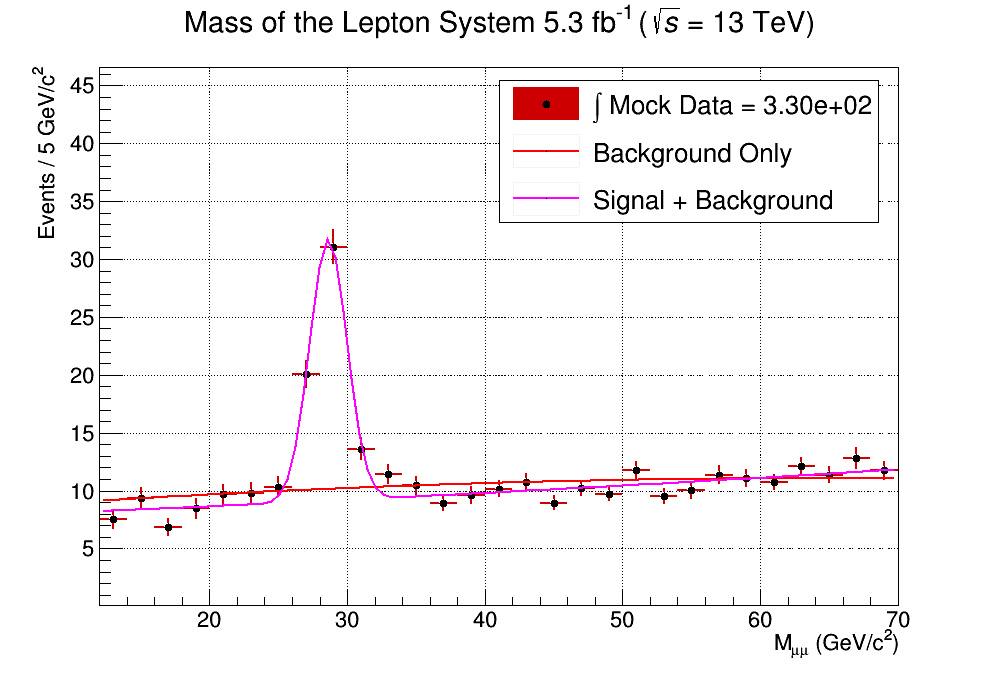 Mass of the Lepton System 5.3 fb⁻¹ (√s = 13 TeV)
Events / 5 GeV/c²
45
40
35
30
25
20
15
10
5
∫ Mock Data = 3.30e+02
Background Only
Signal + Background
20 30 40 50 60 70
Mμμ (GeV/c²)